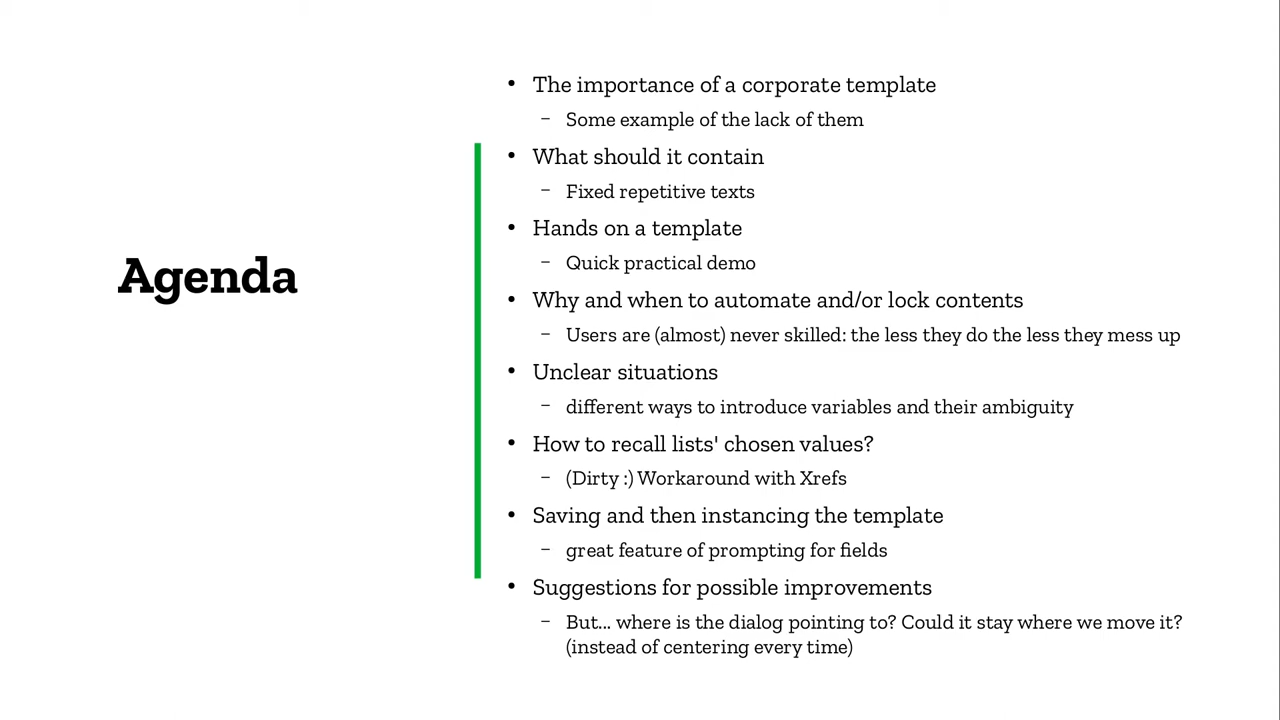 Agenda
• The importance of a corporate template
– Some example of the lack of them
• What should it contain
– Fixed repetitive texts
• Hands on a template
– Quick practical demo
• Why and when to automate and/or lock contents
– Users are (almost) never skilled: the less they do the less they mess up
• Unclear situations
– different ways to introduce variables and their ambiguity
• How to recall lists' chosen values?
– (Dirty :) Workaround with Xrefs
• Saving and then instancing the template
– great feature of prompting for fields
• Suggestions for possible improvements
– But... where is the dialog pointing to? Could it stay where we move it?
(instead of centering every time)